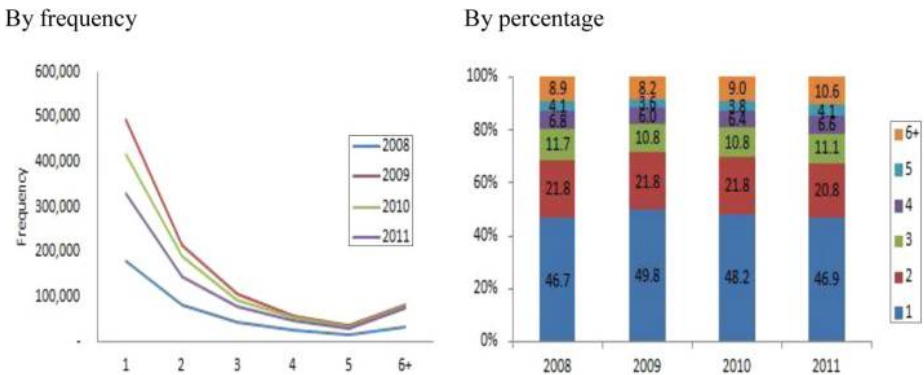 By frequency
600,000
500,000
400,000
300,000
200,000
100,000
-
Frequency
1 2 3 4 5 6+
2008
2009
2010
2011
By percentage
100%
80%
60%
40%
20%
0%
8.9 8.2 9.0 10.6
4.1 3.6 3.8 4.1
6.8 6.0 6.4 6.6
11.7 10.8 10.8 11.1
21.8 21.8 21.8 20.8
46.7 49.8 48.2 46.9
2008 2009 2010 2011
6+
5
4
3
2
1